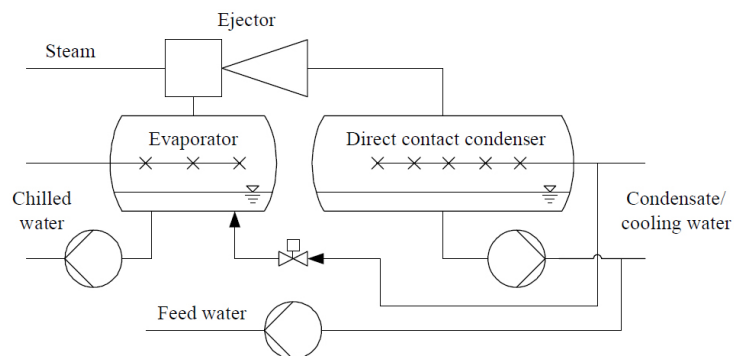 Ejector
Steam
Evaporator
Direct contact condenser
Chilled
water
Condensate/
cooling water
Feed water